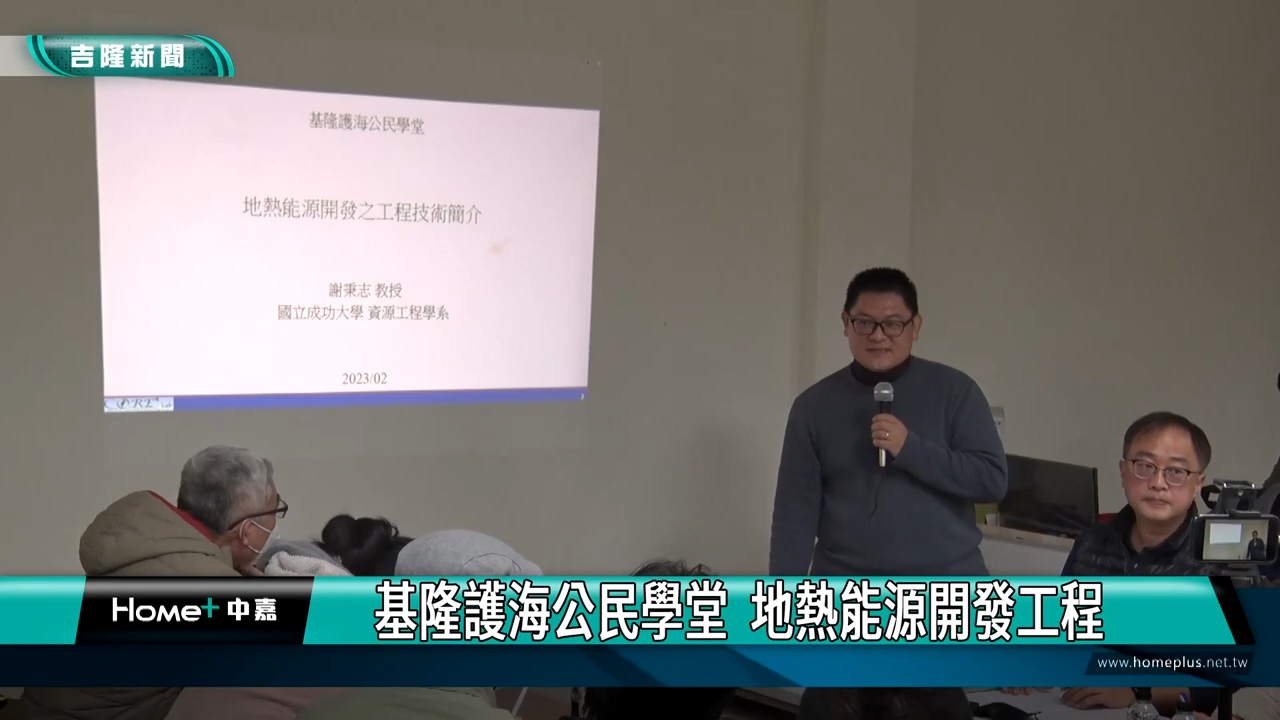 吉隆新聞
基隆護海公民學堂
地熱能源開發之工程技術簡介
謝秉志 教授
國立成功大學 資源工程學系
2023/02
Home+ 中嘉
基隆護海公民學堂 地熱能源開發工程
www.homeplus.net.tw